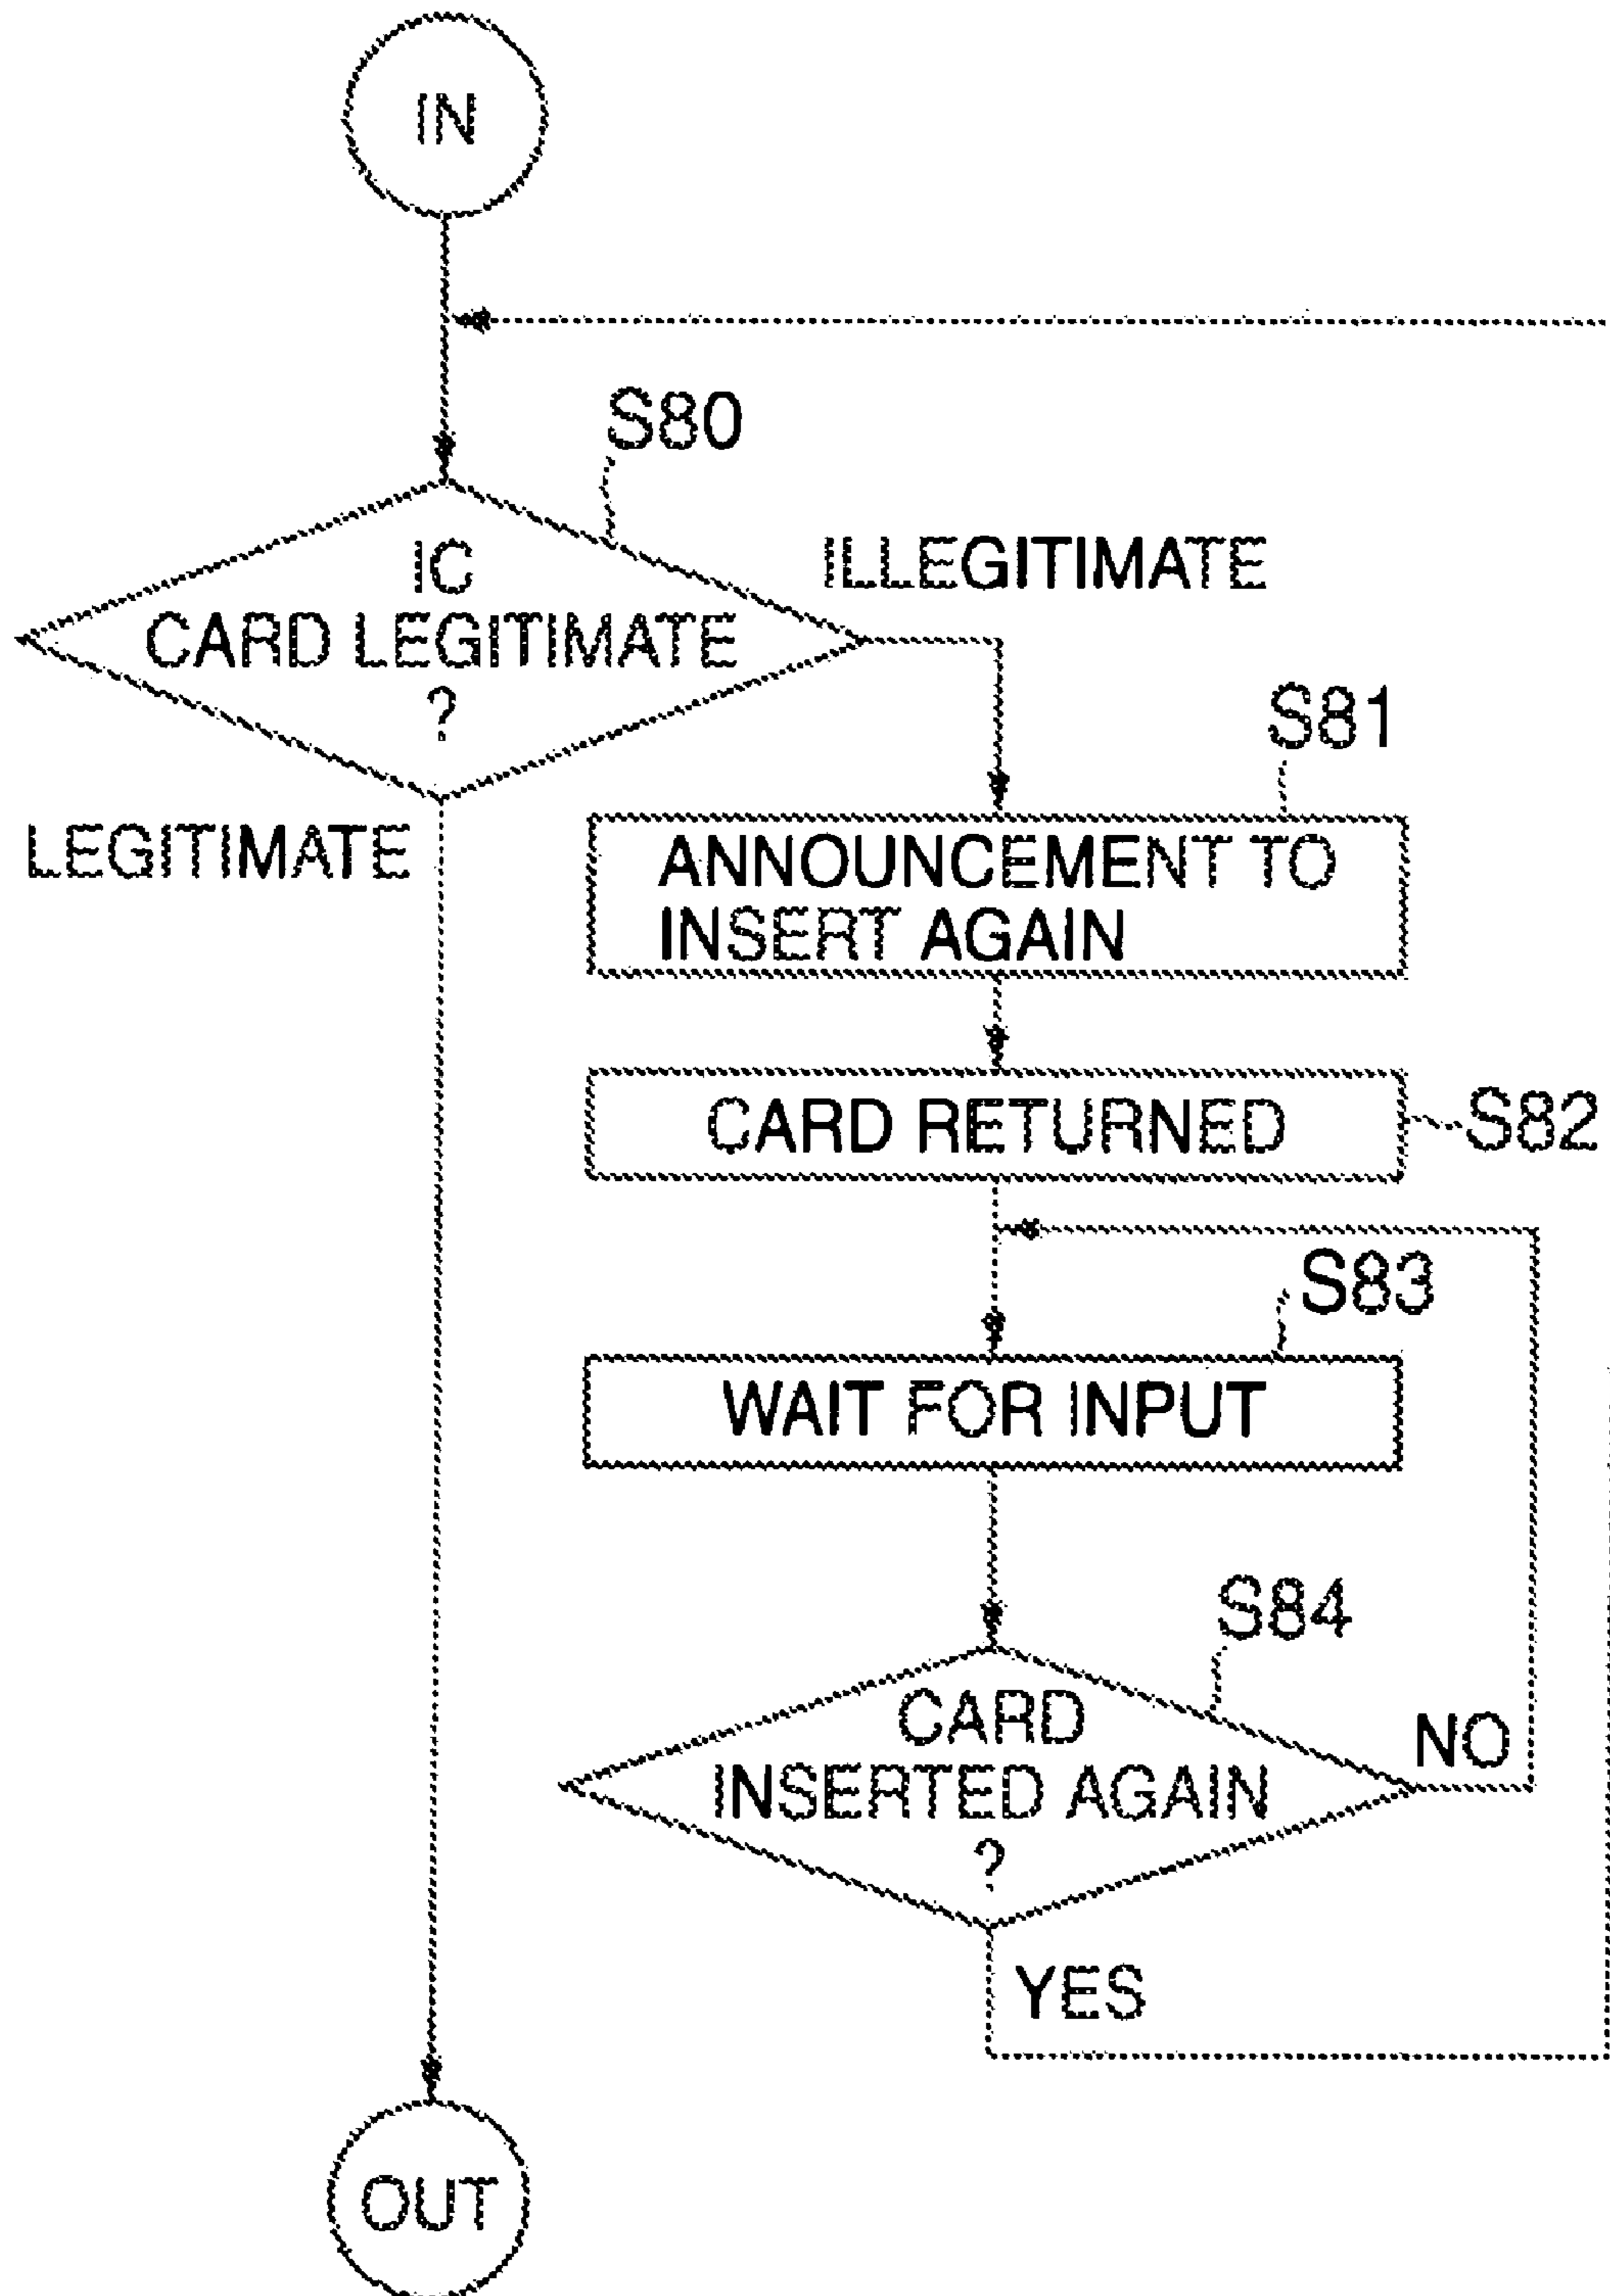 IN
S80
IC
CARD LEGITIMATE
?
ILLEGITIMATE
LEGITIMATE
S81
ANNOUNCEMENT TO
INSERT AGAIN
CARD RETURNED
S82
S83
WAIT FOR INPUT
S84
CARD
INSERTED AGAIN
?
NO
YES
OUT